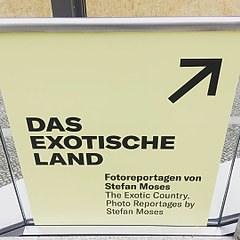 DAS
EXOTISCHE
LAND
Fotoreportagen von
Stefan Moses
The Exotic Country.
Photo Reportages by
Stefan Moses